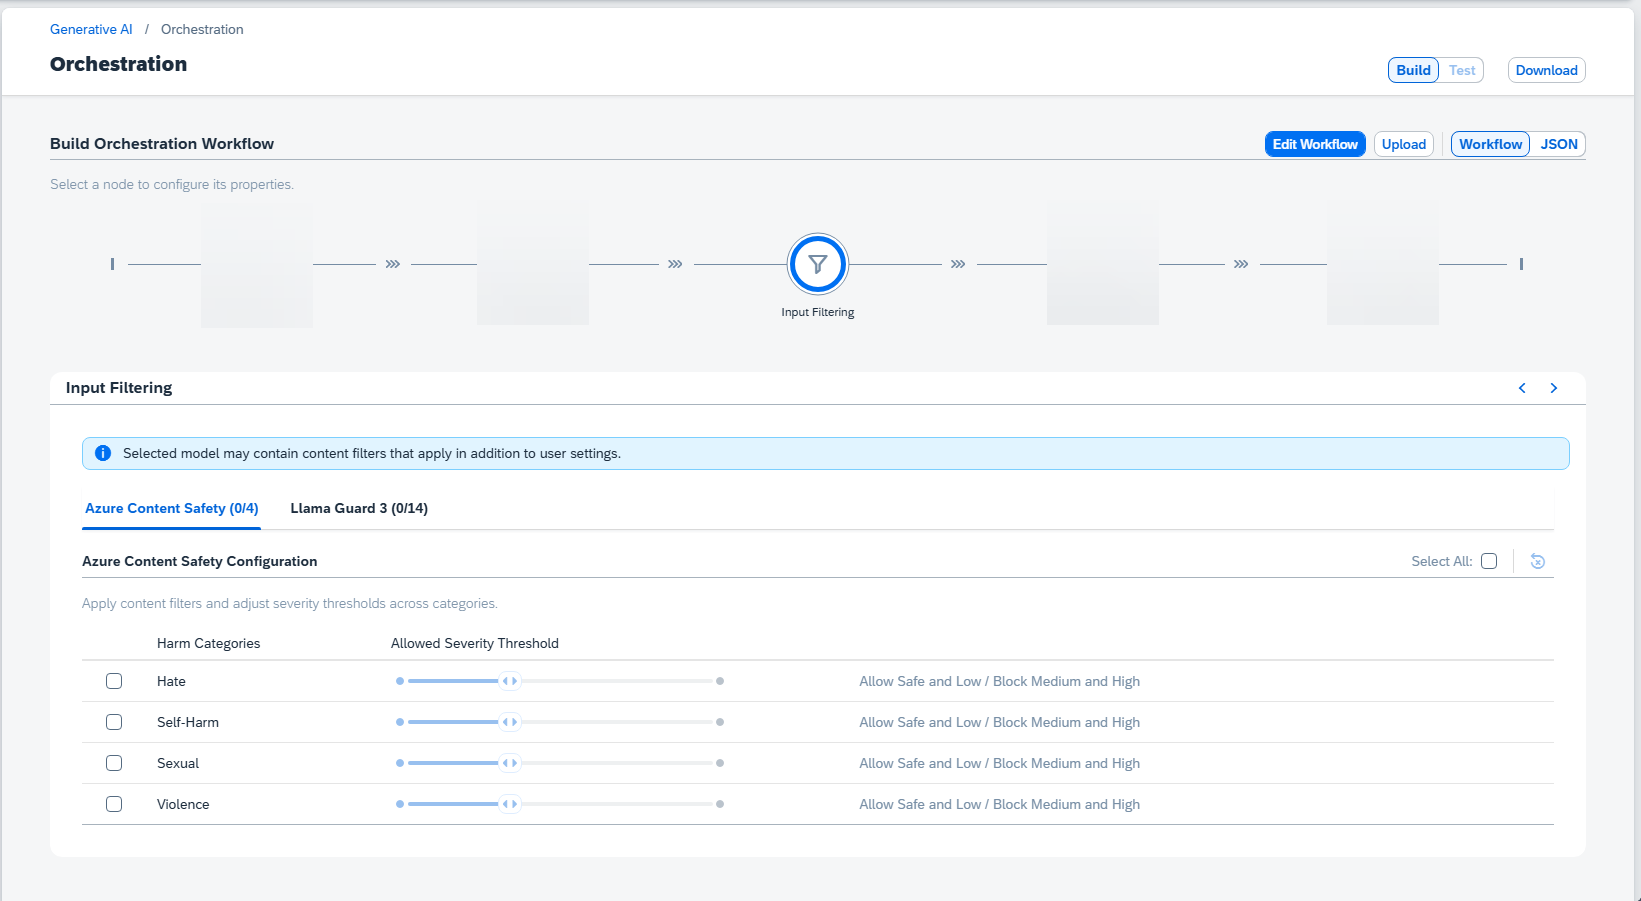 Generative AI / Orchestration
Orchestration
Build Test Download
Build Orchestration Workflow
Edit Workflow Upload Workflow JSON
Select a node to configure its properties.
Input Filtering
Input Filtering
Selected model may contain content filters that apply in addition to user settings.
Azure Content Safety (0/4) Llama Guard 3 (0/14)
Azure Content Safety Configuration Select All:
Apply content filters and adjust severity thresholds across categories.
Harm Categories Allowed Severity Threshold
Hate Allow Safe and Low / Block Medium and High
Self-Harm Allow Safe and Low / Block Medium and High
Sexual Allow Safe and Low / Block Medium and High
Violence Allow Safe and Low / Block Medium and High